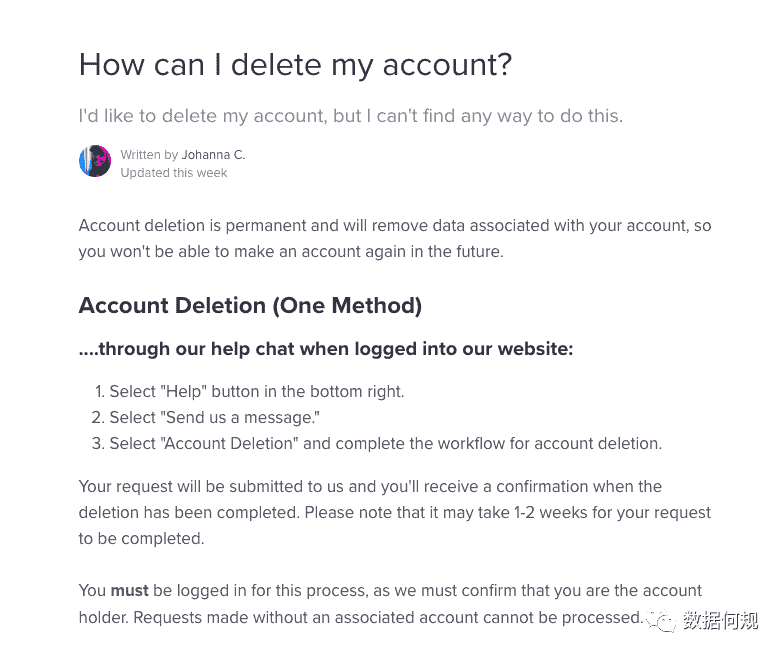 How can I delete my account?
I'd like to delete my account, but I can't find any way to do this.
Written by Johanna C.
Updated this week
Account deletion is permanent and will remove data associated with your account, so
you won't be able to make an account again in the future.
Account Deletion (One Method)
....through our help chat when logged into our website:
1. Select "Help" button in the bottom right.
2. Select "Send us a message."
3. Select "Account Deletion" and complete the workflow for account deletion.
Your request will be submitted to us and you'll receive a confirmation when the
deletion has been completed. Please note that it may take 1-2 weeks for your request
to be completed.
You must be logged in for this process, as we must confirm that you are the account
holder. Requests made without an associated account cannot be processed.
数据何规